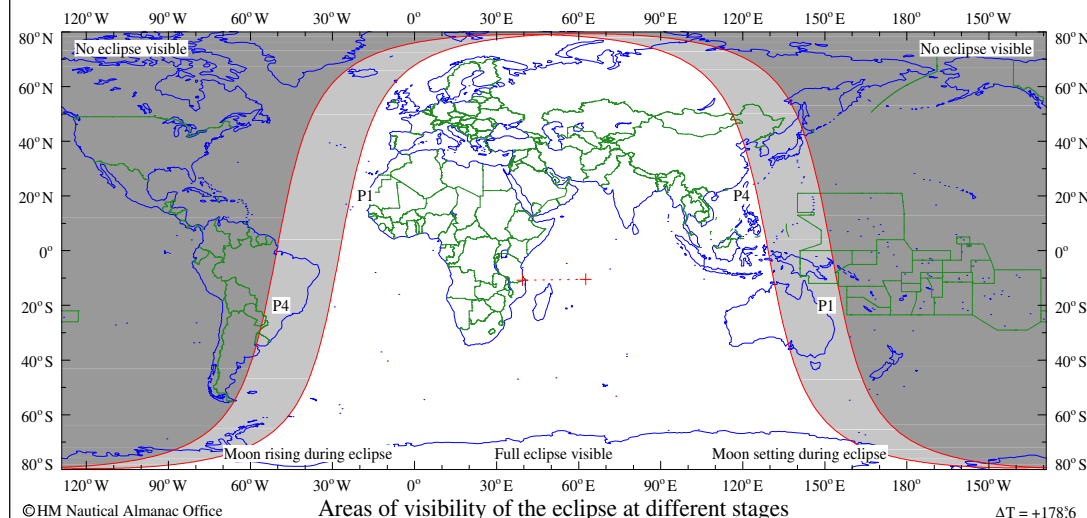 120° W 90° W 60° W 30° W 0° 30° E 60° E 90° E 120° E 150° E 180° 150° W
80° N 80° N
No eclipse visible No eclipse visible
60° N 60° N
40° N 40° N
20° N P1 P4 20° N
0° 0°
20° S P4 P1 20° S
40° S 40° S
60° S 60° S
Moon rising during eclipse Full eclipse visible Moon setting during eclipse
80° S 80° S
120° W 90° W 60° W 30° W 0° 30° E 60° E 90° E 120° E 150° E 180° 150° W
©HM Nautical Almanac Office Areas of visibility of the eclipse at different stages ΔT = +178ˢ.6